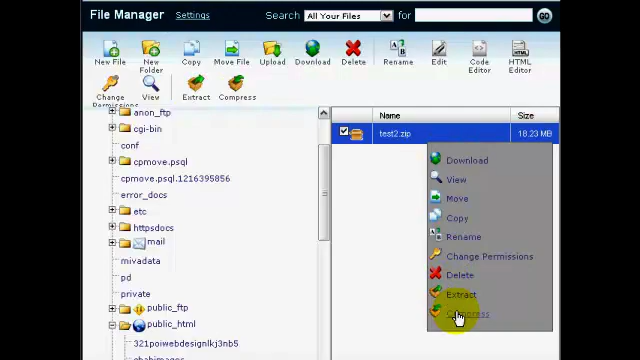 File Manager Settings Search All Your Files for GO
New File New Folder Copy Move File Upload Download Delete Rename Edit Code Editor HTML Editor
Change Permissions View Extract Compress
anon_ftp
cgi-bin
conf
cpmove.psql
cpmove.psql.1216395856
error_docs
etc
httpsdocs
mail
mivadata
pd
private
public_ftp
public_html
321poiwebdesignlkj3nb5
Name Size
test2.zip 18.23 MB
Download
View
Move
Copy
Rename
Change Permissions
Delete
Extract
Compress